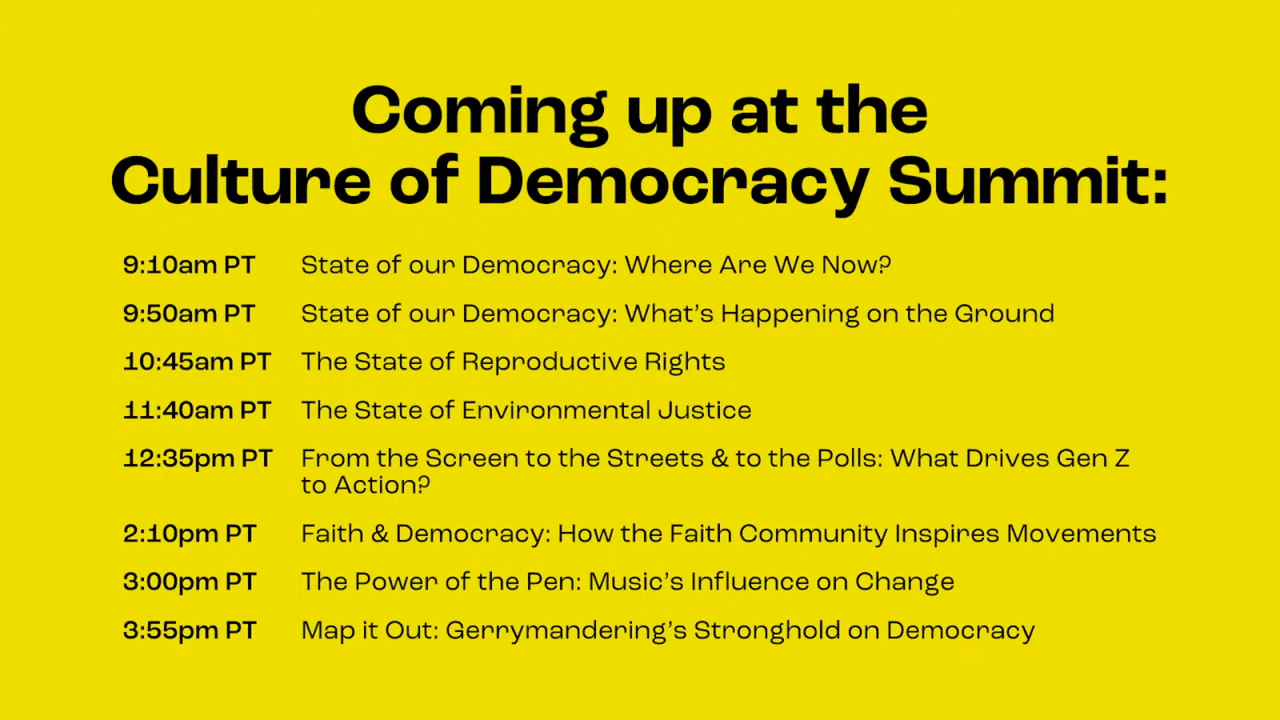 Coming up at the
Culture of Democracy Summit:
9:10am PT State of our Democracy: Where Are We Now?
9:50am PT State of our Democracy: What’s Happening on the Ground
10:45am PT The State of Reproductive Rights
11:40am PT The State of Environmental Justice
12:35pm PT From the Screen to the Streets & to the Polls: What Drives Gen Z
to Action?
2:10pm PT Faith & Democracy: How the Faith Community Inspires Movements
3:00pm PT The Power of the Pen: Music’s Influence on Change
3:55pm PT Map it Out: Gerrymandering’s Stronghold on Democracy